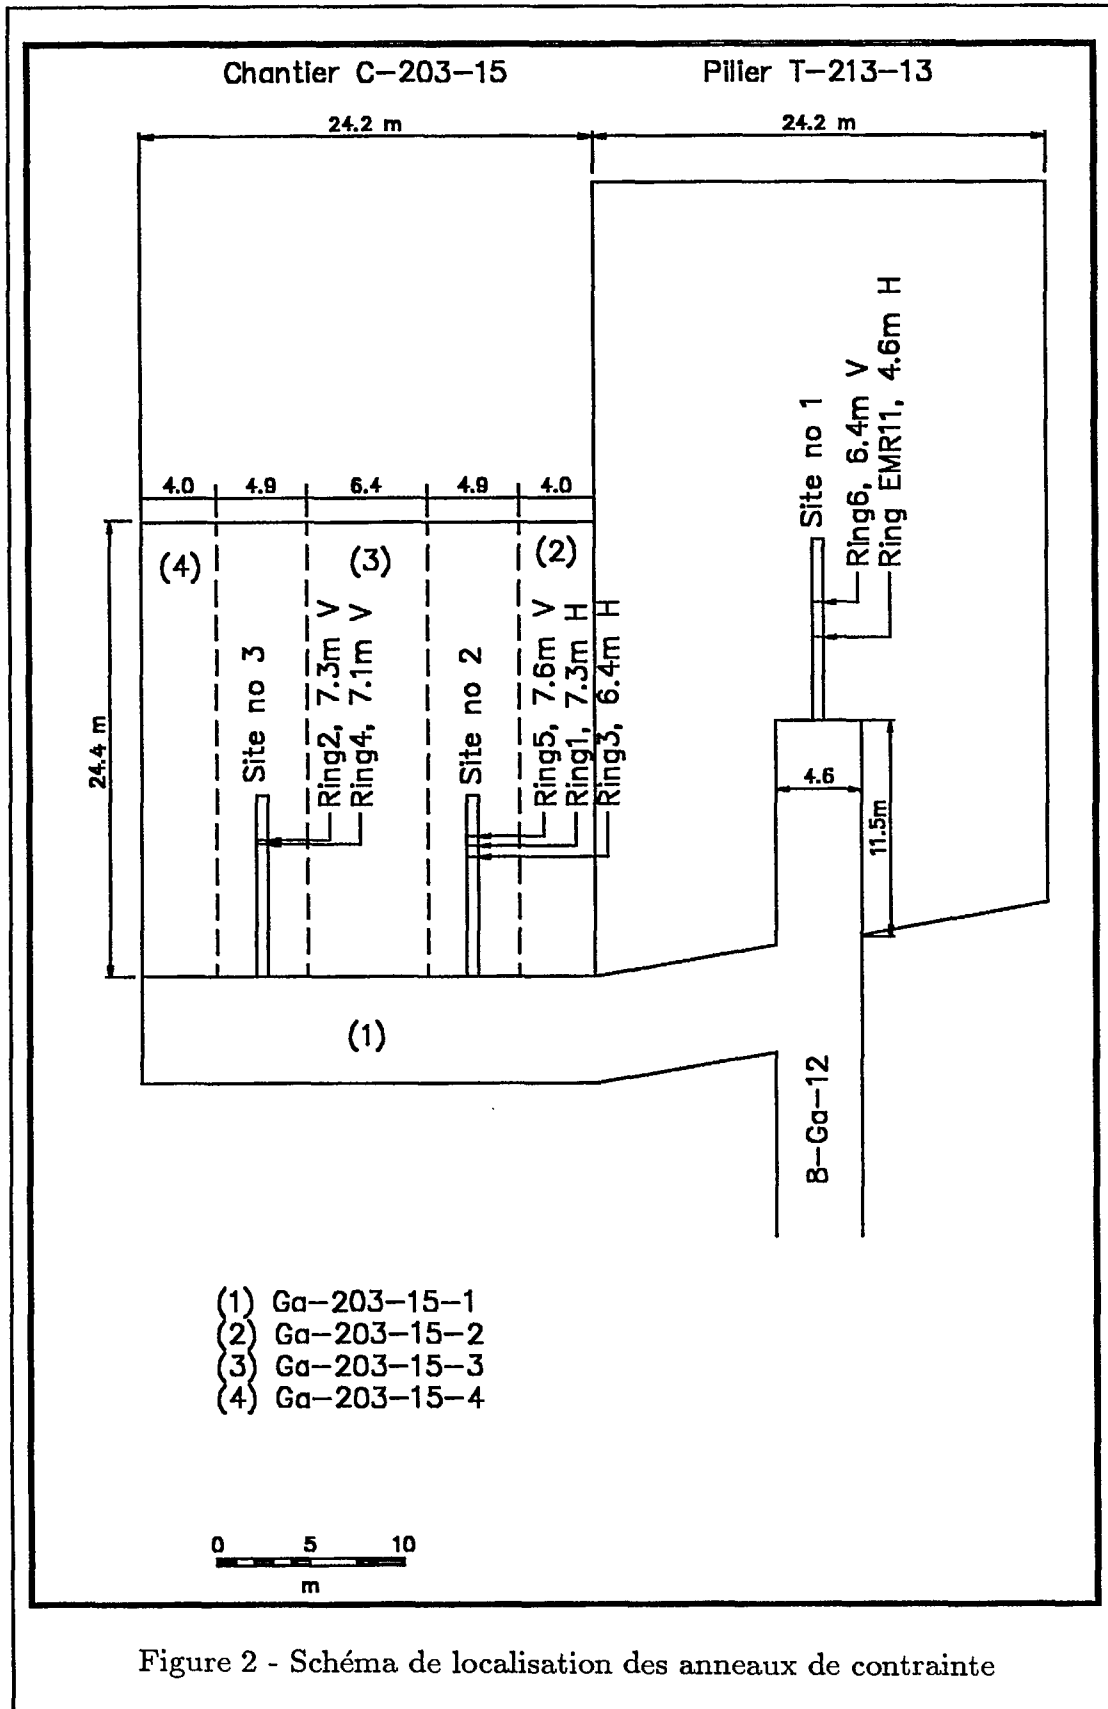 Chantier C-203-15
Pilier T-213-13
24.2 m
24.2 m
4.0
4.9
6.4
4.9
4.0
(4)
(3)
(2)
24.4 m
Site no 3
Ring2, 7.3m V
Ring4, 7.1m V
Site no 2
Ring5, 7.6m V
Ring1, 7.3m H
Ring3, 6.4m H
Site no 1
Ring6, 6.4m V
Ring EMR11, 4.6m H
4.6
11.5m
(1)
B-Ga-12
(1) Ga-203-15-1
(2) Ga-203-15-2
(3) Ga-203-15-3
(4) Ga-203-15-4
0 5 10
m
Figure 2 - Schéma de localisation des anneaux de contrainte